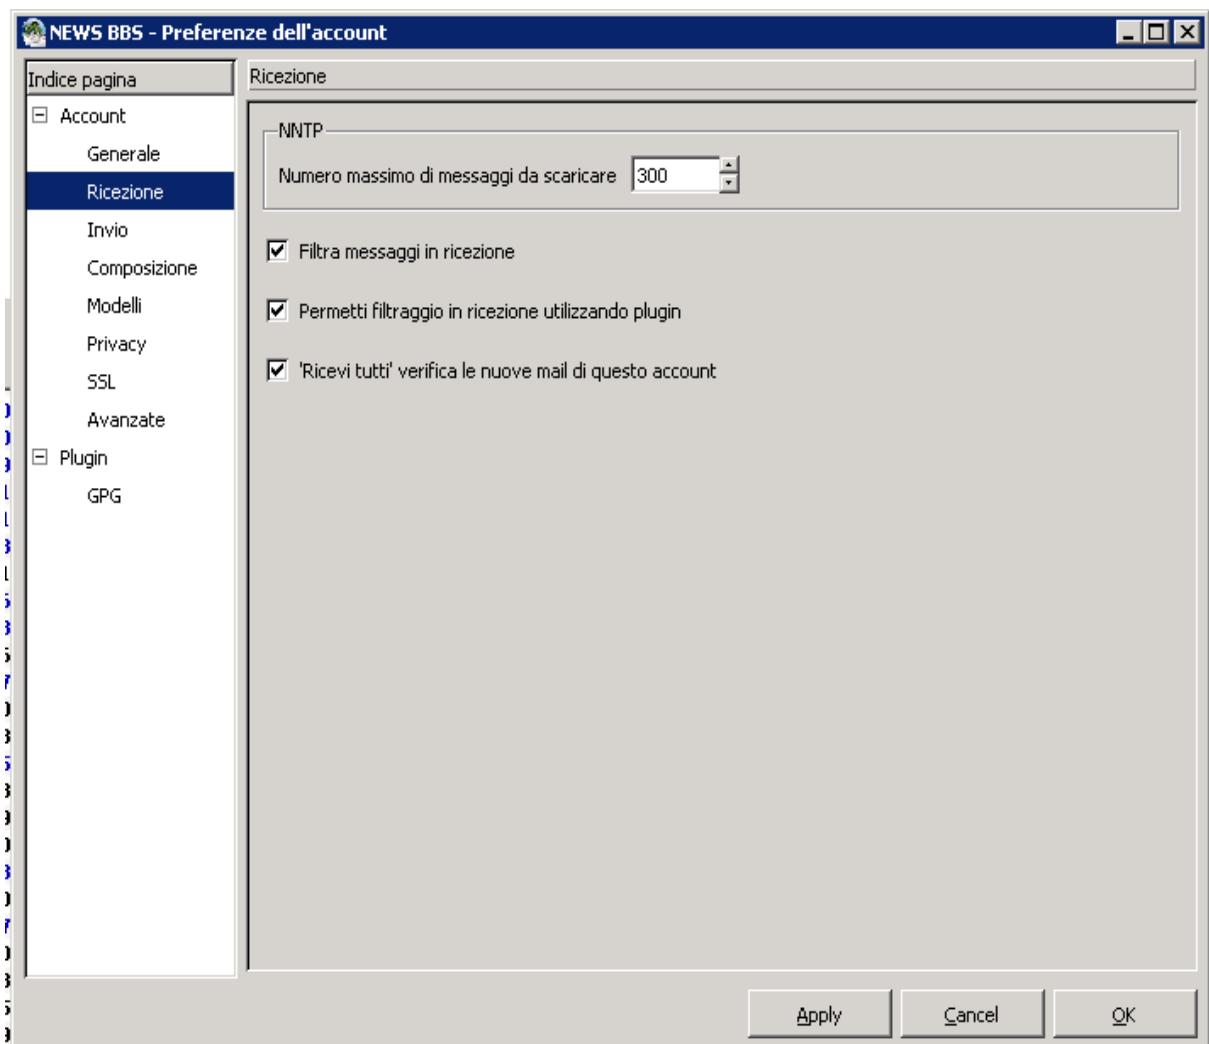 NEWS BBS - Preferenze dell'account
Indice pagina
Account
Generale
Ricezione
Invio
Composizione
Modelli
Privacy
SSL
Avanzate
Plugin
GPG
Ricezione
NNTP
Numero massimo di messaggi da scaricare 300
Filtra messaggi in ricezione
Permetti filtraggio in ricezione utilizzando plugin
'Ricevi tutti' verifica le nuove mail di questo account
Apply Cancel OK